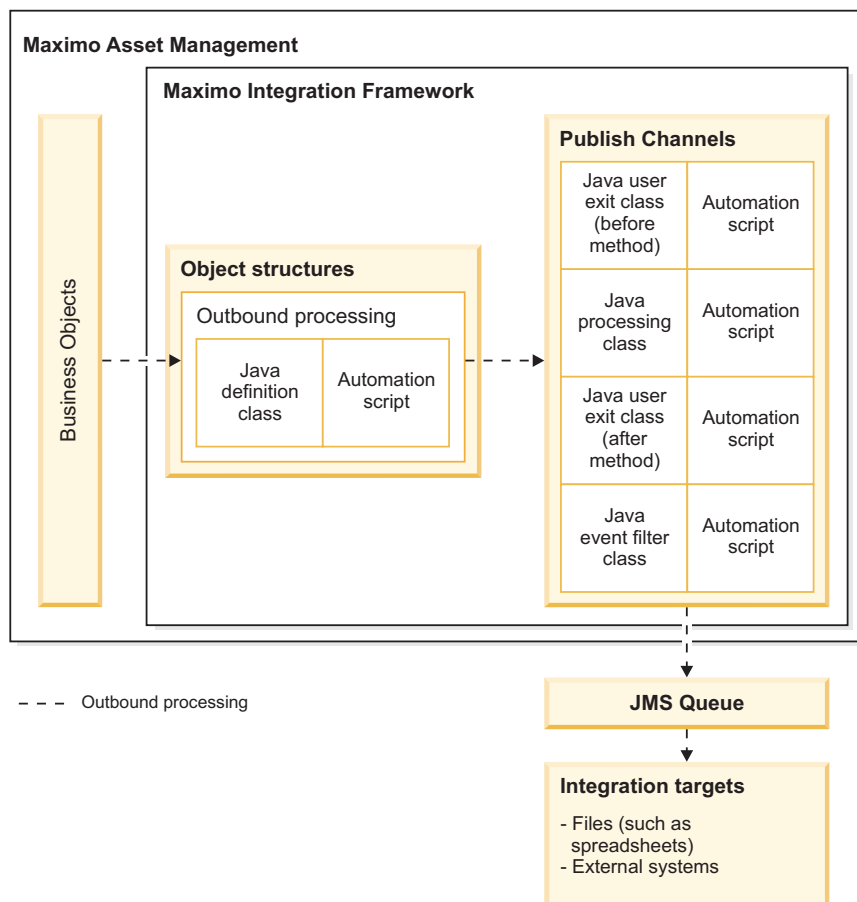 Maximo Asset Management
Maximo Integration Framework
Business Objects
Object structures
Outbound processing
Java
definition
class
Automation
script
Publish Channels
Java user
exit class
(before
method)
Automation
script
Java
processing
class
Automation
script
Java user
exit class
(after
method)
Automation
script
Java
event filter
class
Automation
script
Outbound processing
JMS Queue
Integration targets
- Files (such as
spreadsheets)
- External systems